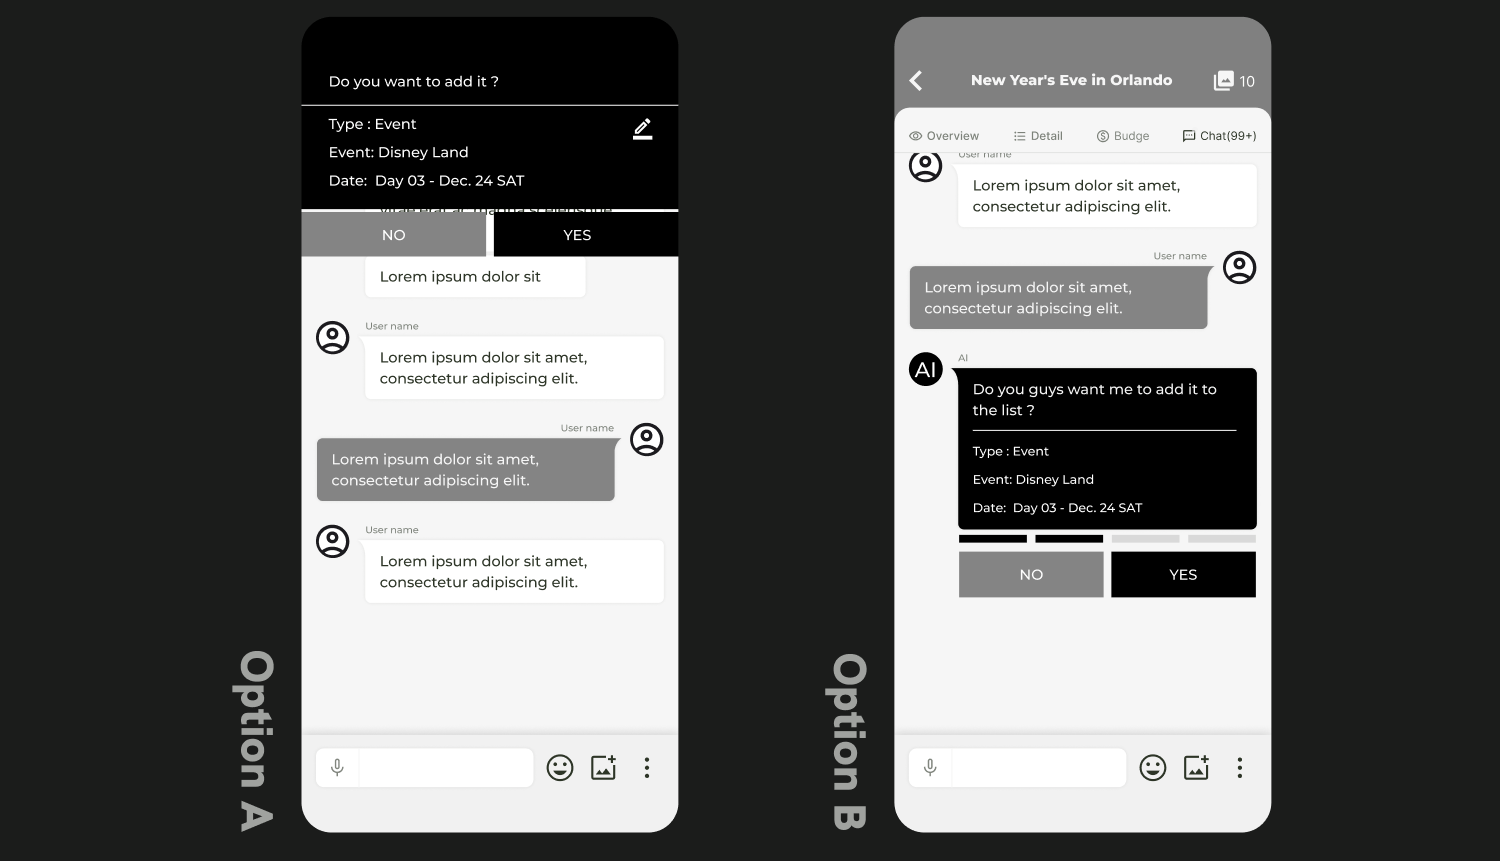 Do you want to add it ?
Type : Event
Event: Disney Land
Date:  Day 03 - Dec. 24 SAT
NO
YES
Lorem ipsum dolor sit
User name
Lorem ipsum dolor sit amet,
consectetur adipiscing elit.
User name
Lorem ipsum dolor sit amet,
consectetur adipiscing elit.
User name
Lorem ipsum dolor sit amet,
consectetur adipiscing elit.
Option A
New Year's Eve in Orlando
10
Overview
Detail
Budge
Chat(99+)
User name
Lorem ipsum dolor sit amet,
consectetur adipiscing elit.
User name
Lorem ipsum dolor sit amet,
consectetur adipiscing elit.
AI
AI
Do you guys want me to add it to
the list ?
Type : Event
Event: Disney Land
Date:  Day 03 - Dec. 24 SAT
NO
YES
Option B